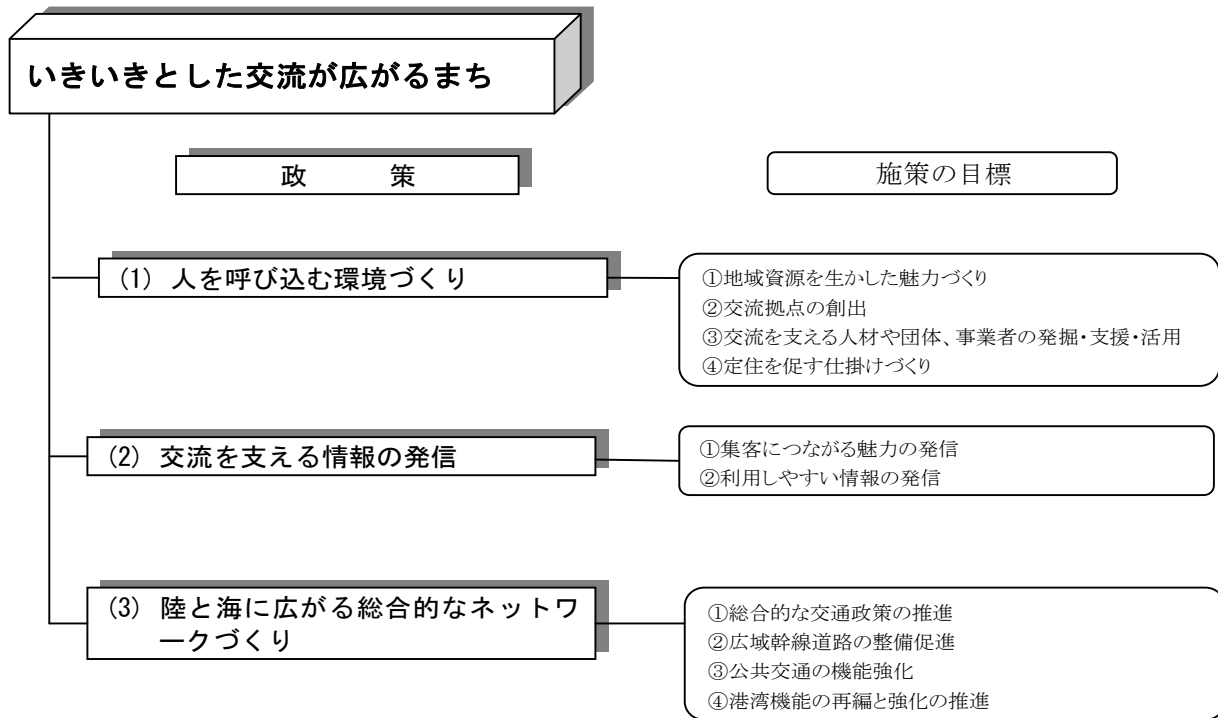 いきいきとした交流が広がるまち
政　　策
施策の目標
(1) 人を呼び込む環境づくり
①地域資源を生かした魅力づくり
②交流拠点の創出
③交流を支える人材や団体、事業者の発掘・支援・活用
④定住を促す仕掛けづくり
(2) 交流を支える情報の発信
①集客につながる魅力の発信
②利用しやすい情報の発信
(3) 陸と海に広がる総合的なネットワ
ークづくり
①総合的な交通政策の推進
②広域幹線道路の整備促進
③公共交通の機能強化
④港湾機能の再編と強化の推進